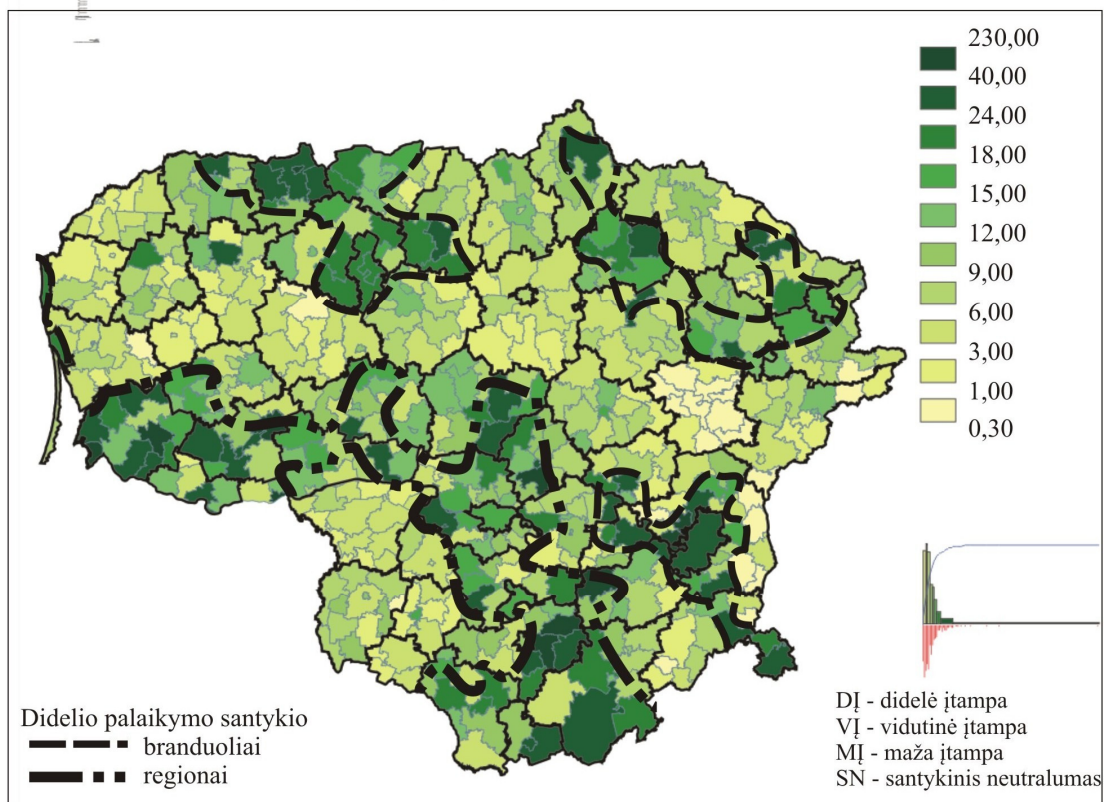 230,00
40,00
24,00
18,00
15,00
12,00
9,00
6,00
3,00
1,00
0,30
Didelio palaikymo santykio
branduoliai
regionai
DĮ - didelė įtampa
VĮ - vidutinė įtampa
MĮ - maža įtampa
SN - santykinis neutralumas